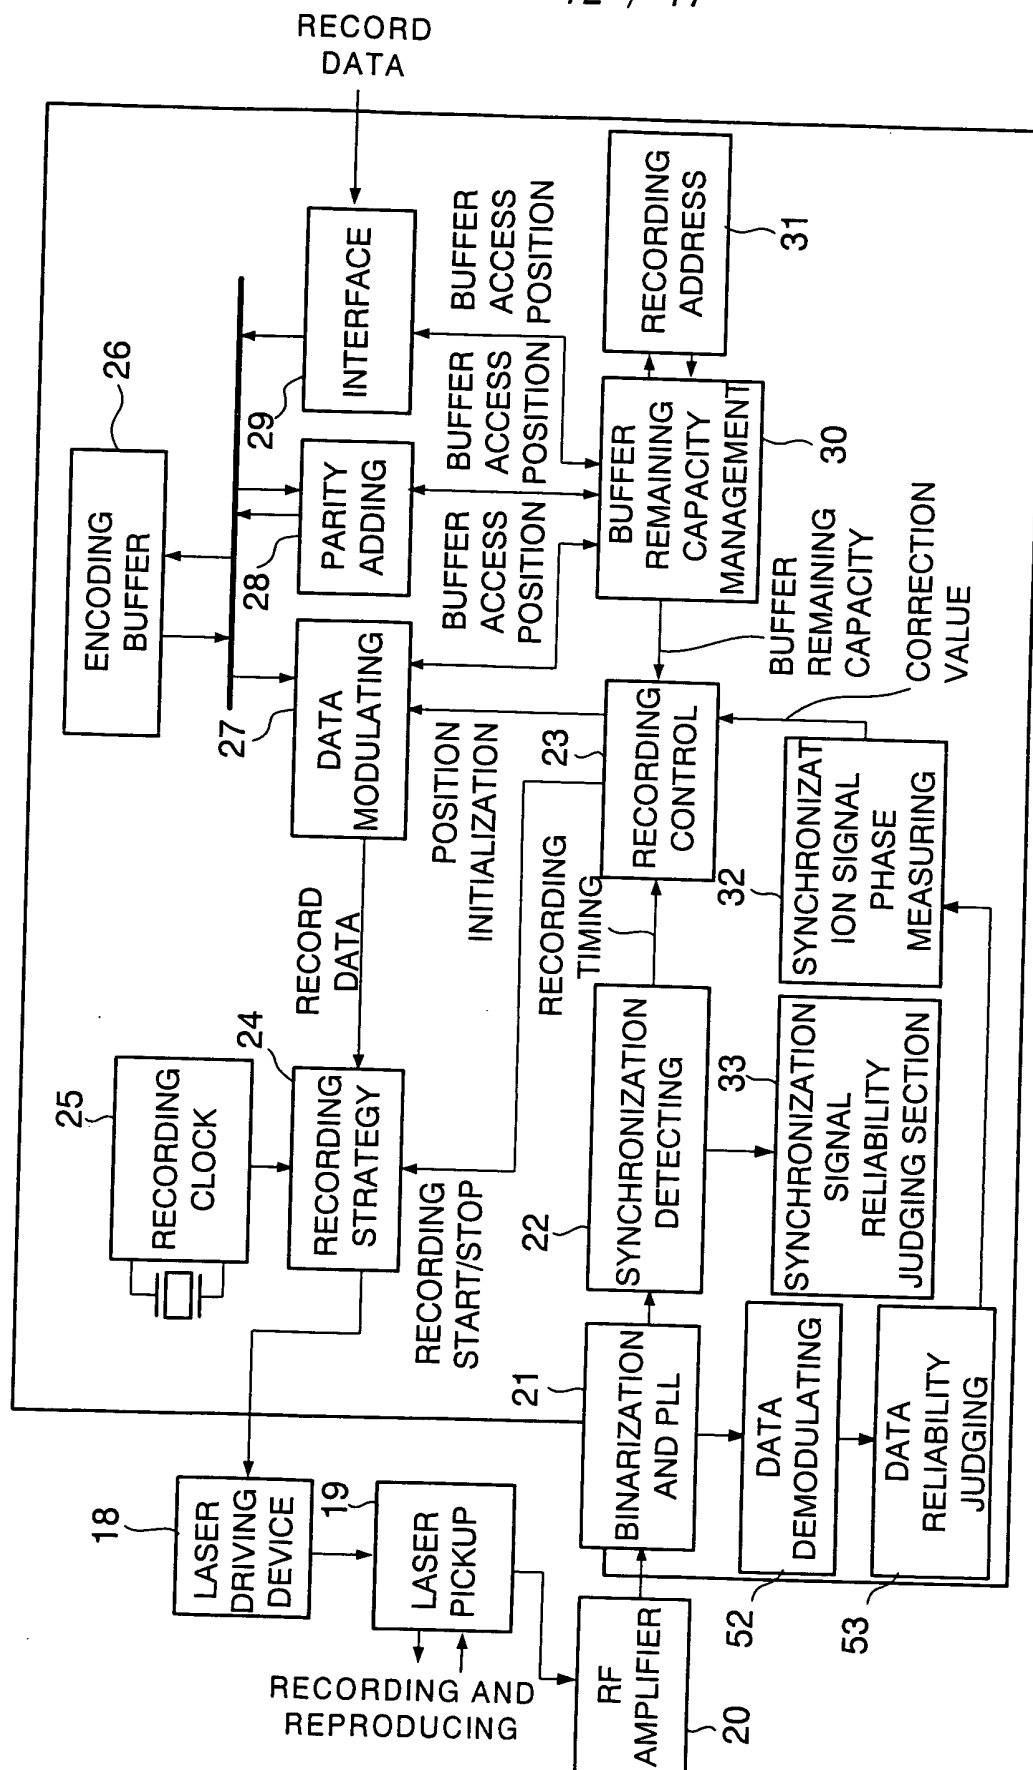 RECORD
DATA
ENCODING
BUFFER
26
INTERFACE
29
PARITY
ADDING
28
DATA
MODULATING
27
BUFFER
ACCESS
POSITION
BUFFER
ACCESS
POSITION
BUFFER
ACCESS
POSITION
RECORDING
ADDRESS
31
BUFFER
REMAINING
CAPACITY
MANAGEMENT
30
BUFFER
REMAINING
CAPACITY
CORRECTION
VALUE
POSITION
INITIALIZATION
RECORDING
CONTROL
23
RECORDING
TIMING
RECORD
DATA
RECORDING
CLOCK
25
RECORDING
STRATEGY
24
RECORDING
START/STOP
SYNCHRONIZATION
DETECTING
22
SYNCHRONIZAT
ION SIGNAL
PHASE
MEASURING
32
SYNCHRONIZATION
SIGNAL
RELIABILITY
JUDGING SECTION
33
BINARIZATION
AND PLL
21
DATA
DEMODULATING
52
DATA
RELIABILITY
JUDGING
53
LASER
DRIVING
DEVICE
18
LASER
PICKUP
19
RECORDING AND
REPRODUCING
RF
AMPLIFIER
20